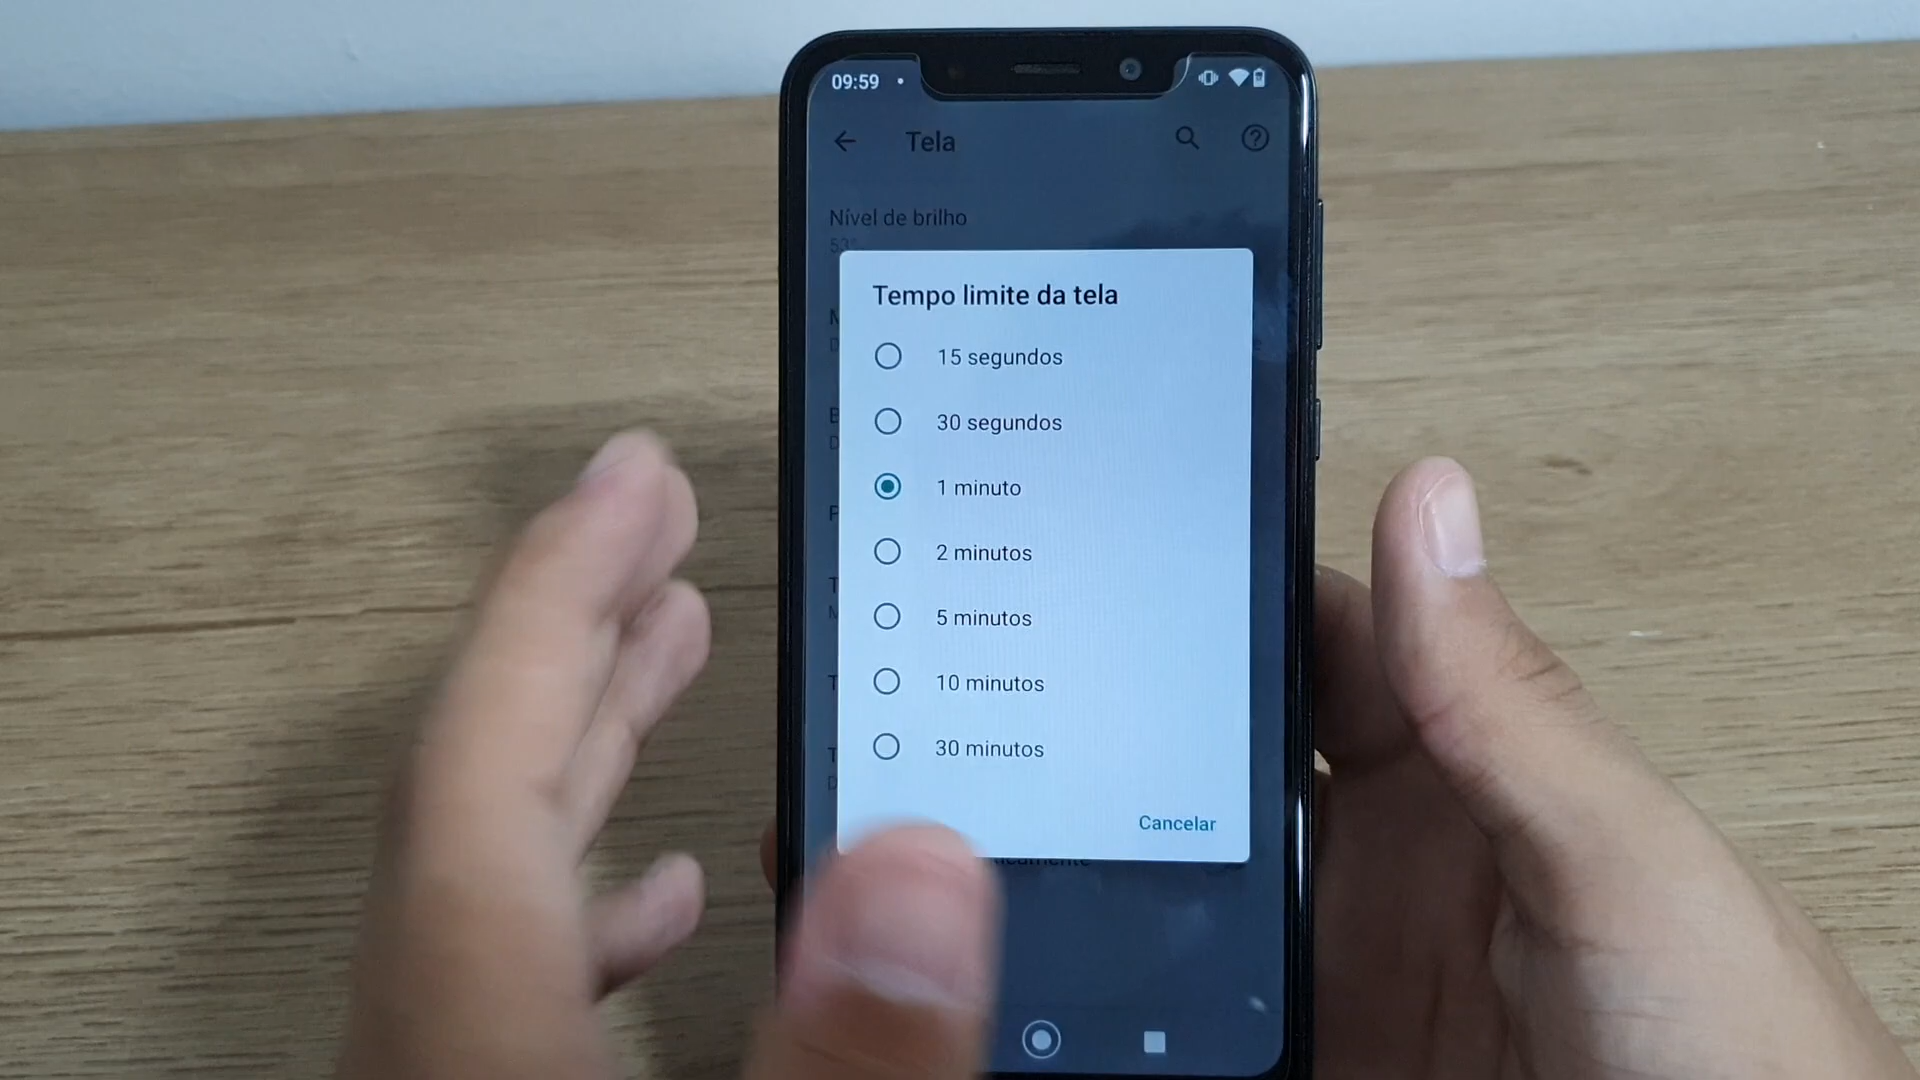 09:59
Tela
Nível de brilho
Tempo limite da tela
15 segundos
30 segundos
1 minuto
2 minutos
5 minutos
10 minutos
30 minutos
Cancelar